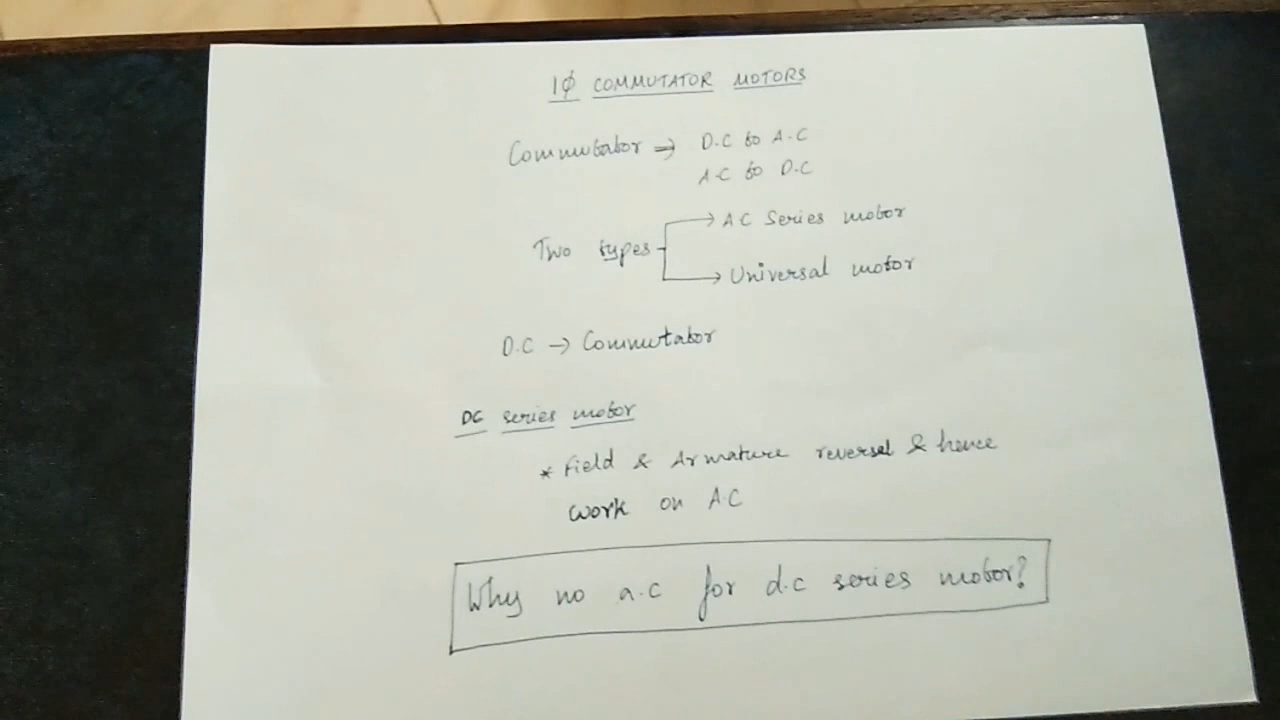 1ϕ COMMUTATOR MOTORS
Commutator ⇒ D.C to A.C
A.C to D.C
Two types → AC Series motor
→ Universal motor
D.C → Commutator
DC series motor
* Field & Armature reversal & hence
work on A.C
Why no a.c for d.c series motor?